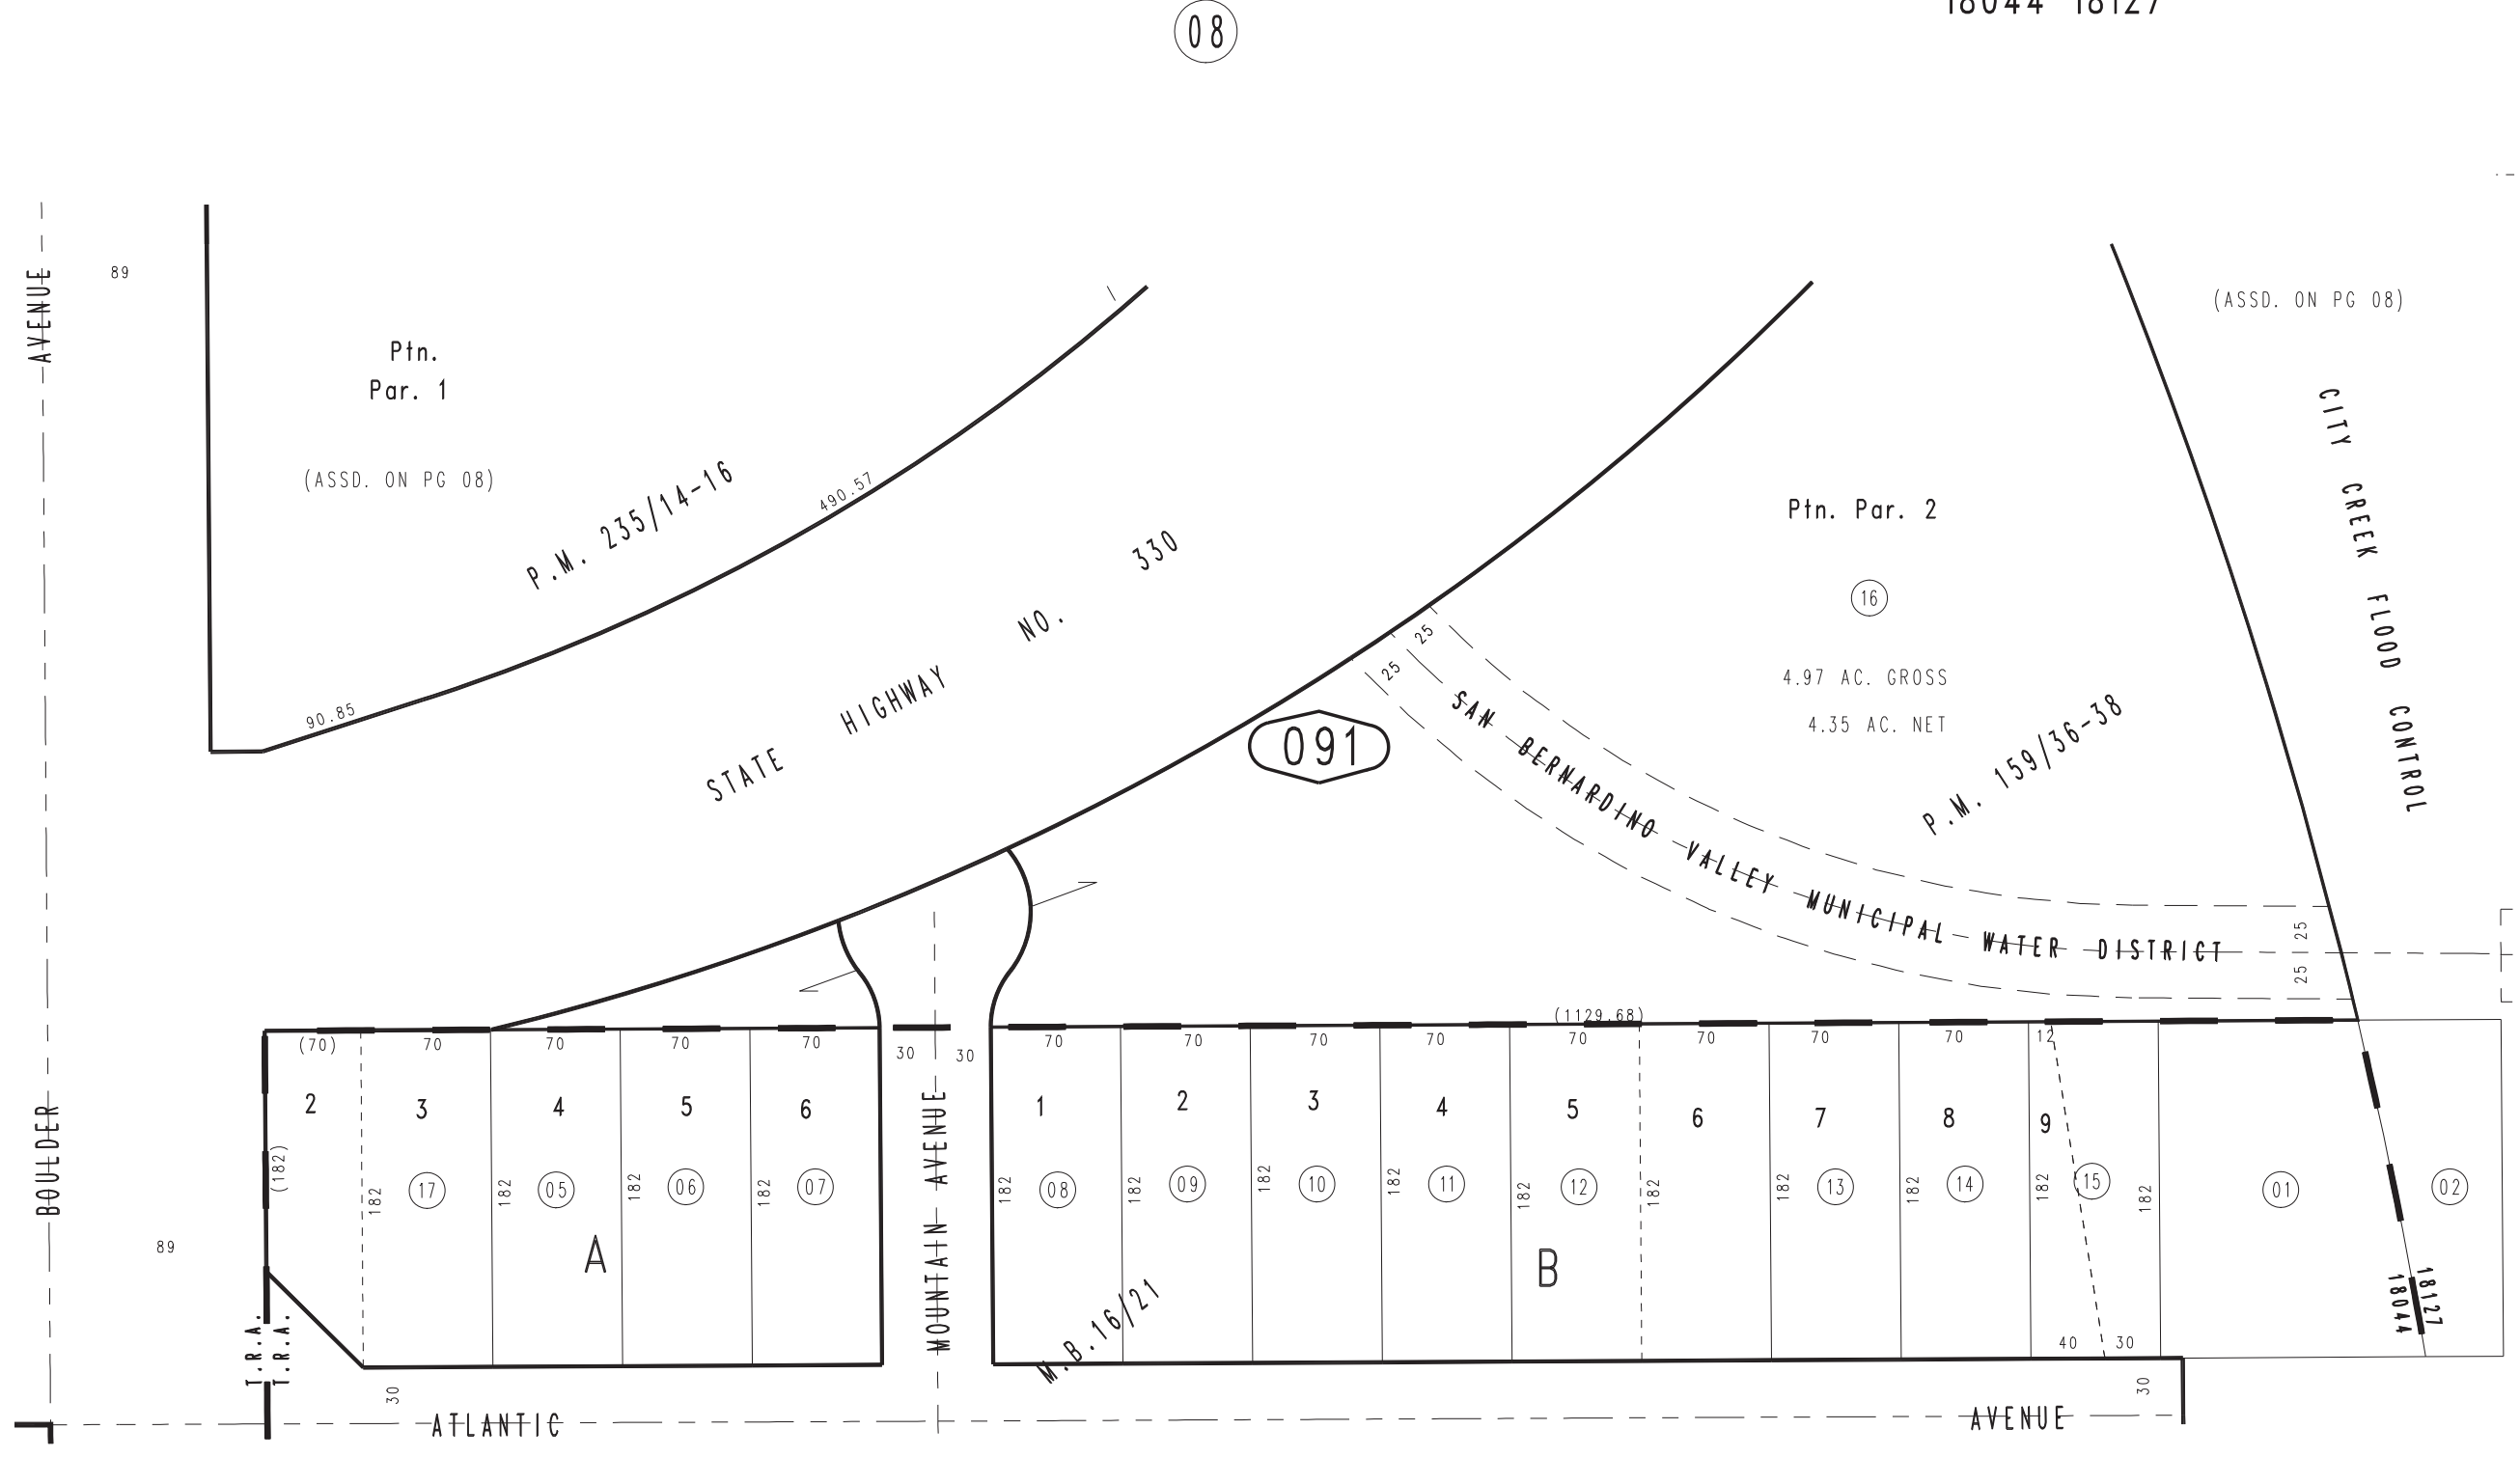 08
18044 18127
AVENUE
89
Ptn.
Par. 1
(ASSD. ON PG 08)
P.M. 235/14-16
490.57
90.85
STATE HIGHWAY NO. 330
(ASSD. ON PG 08)
CITY CREEK FLOOD CONTROL
Ptn. Par. 2
16
4.97 AC. GROSS
4.35 AC. NET
P.M. 159/36-38
25
25
091
SAN BERNARDINO VALLEY MUNICIPAL WATER DISTRICT
25
25
(1129.68)
(70) 70 70 70 70 30 30 70 70 70 70 70 70 70 70 12
2 3 4 5 6 1 2 3 4 5 6 7 8 9
(182) 182 182 182 182 182 182 182 182 182 182 182 182 182 182
17 05 06 07 08 09 10 11 12 13 14 15 01 02
BOULDER
89
A
B
MOUNTAIN AVENUE
M.B.16/21
T.R.A.
T.R.A.
18127
18044
40 30
30
30
ATLANTIC AVENUE